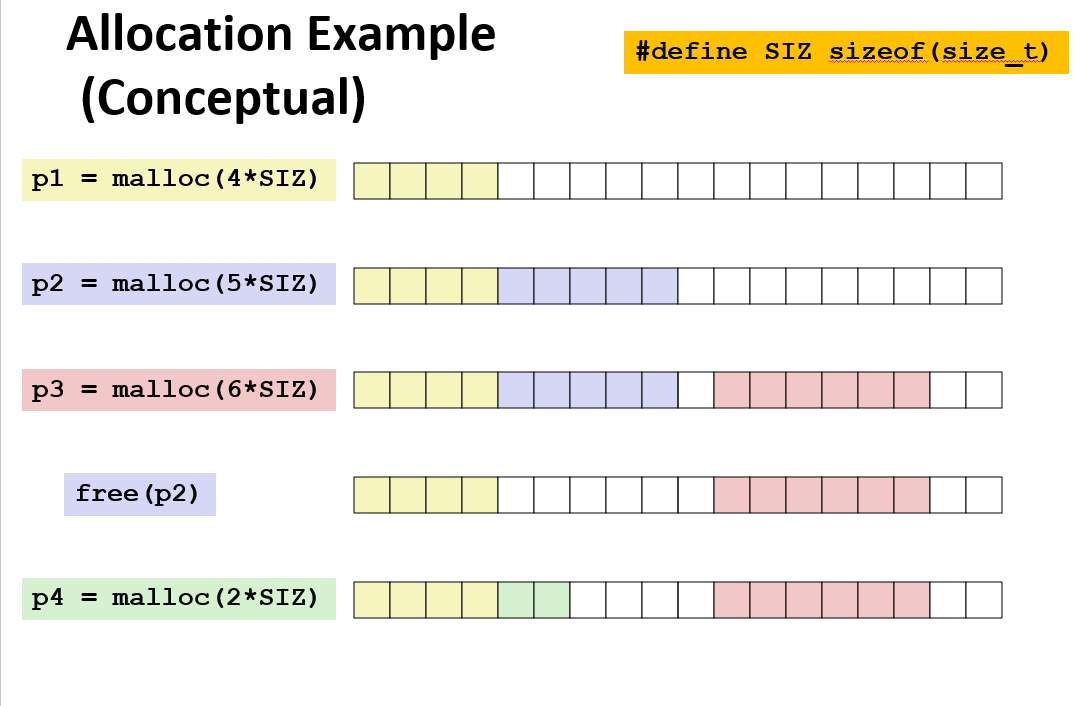 Allocation Example
(Conceptual)
#define SIZ sizeof(size_t)
p1 = malloc(4*SIZ)
p2 = malloc(5*SIZ)
p3 = malloc(6*SIZ)
free(p2)
p4 = malloc(2*SIZ)